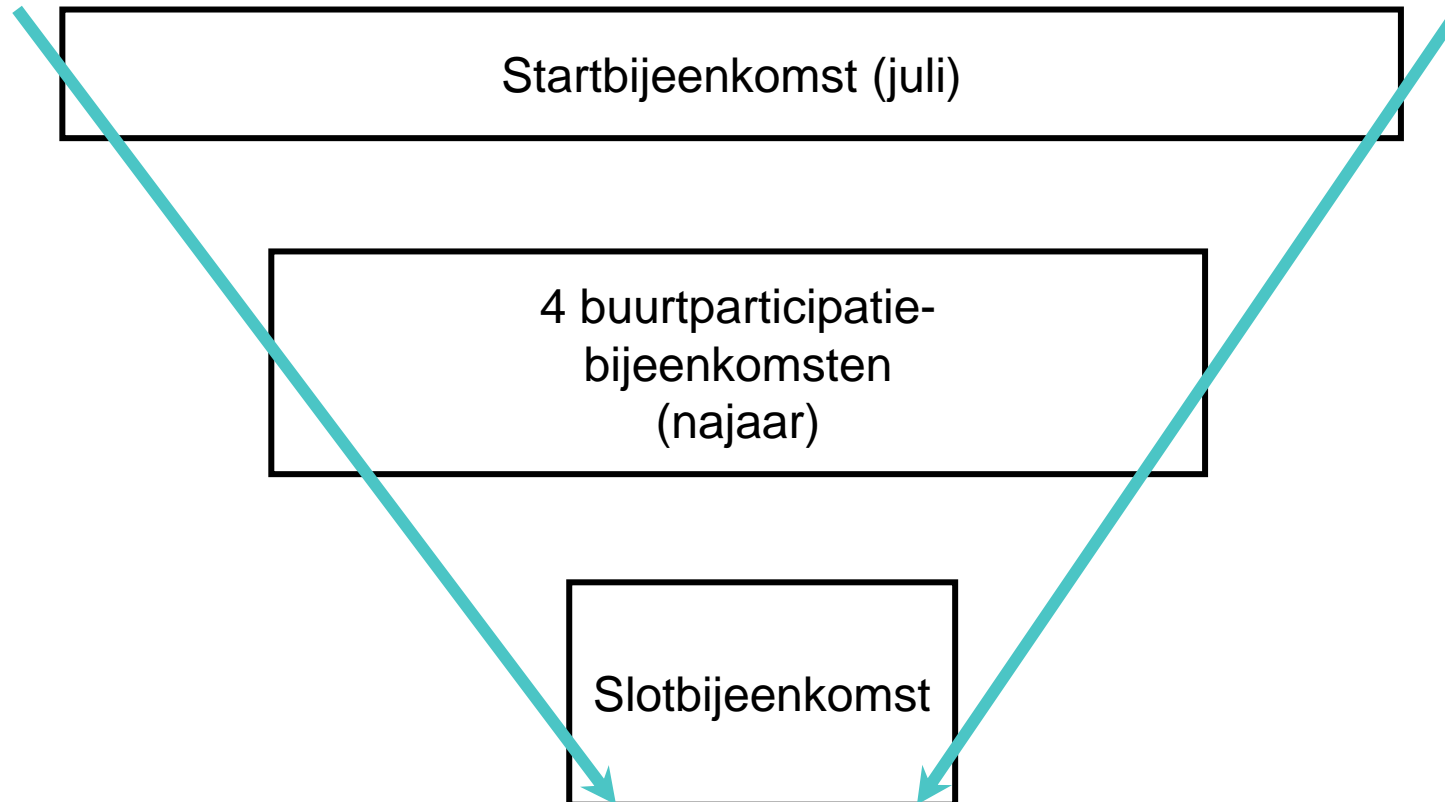 Startbijeenkomst (juli)
4 buurtparticipatie-
bijeenkomsten
(najaar)
Slotbijeenkomst